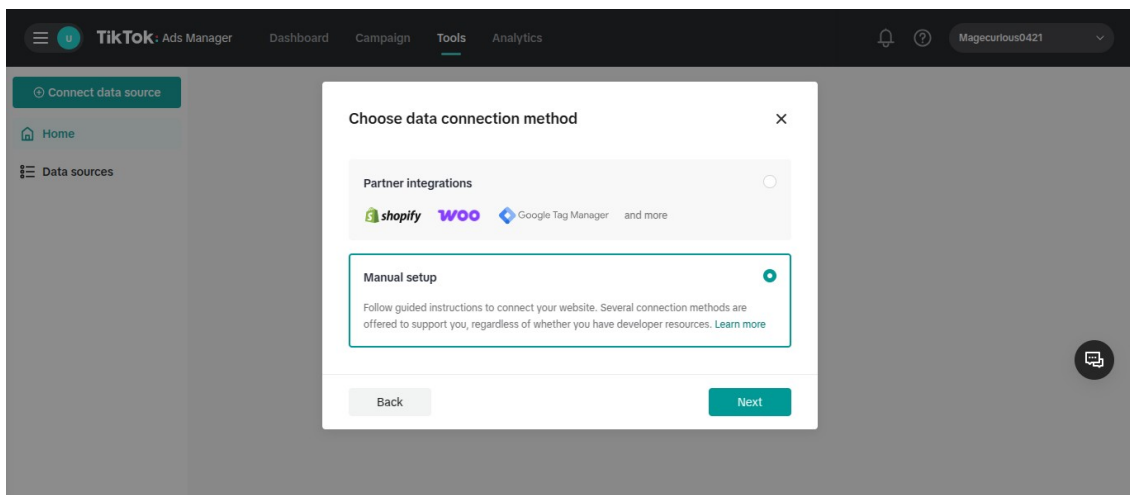 u
TikTok: Ads Manager
Dashboard
Campaign
Tools
Analytics
Magecurious0421
Connect data source
Home
Data sources
Choose data connection method
Partner integrations
shopify
WOO
Google Tag Manager
and more
Manual setup
Follow guided instructions to connect your website. Several connection methods are
offered to support you, regardless of whether you have developer resources. Learn more
Back
Next